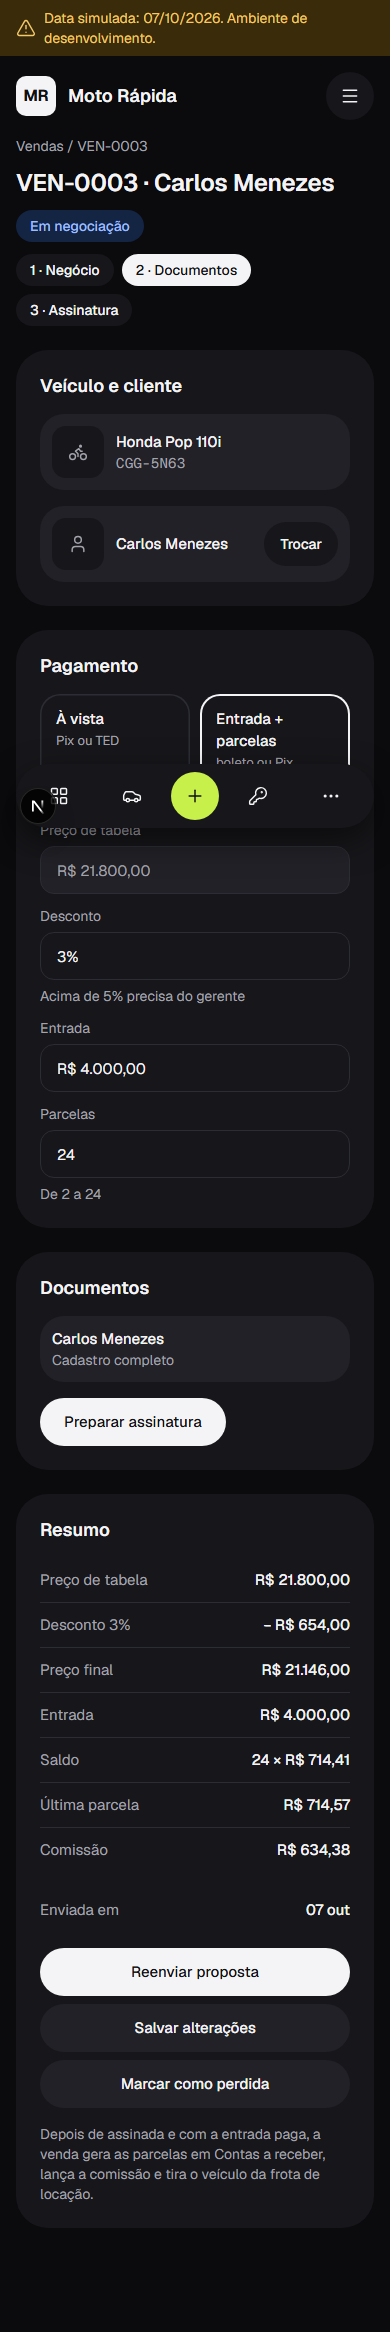 Data simulada: 07/10/2026. Ambiente de
desenvolvimento.
MR
Moto Rápida
Vendas / VEN-0003
VEN-0003 · Carlos Menezes
Em negociação
1 · Negócio
2 · Documentos
3 · Assinatura
Veículo e cliente
Honda Pop 110i
CGG-5N63
Carlos Menezes
Trocar
Pagamento
À vista
Pix ou TED
Entrada +
parcelas
boleto ou Pix
N
Preço de tabela
R$ 21.800,00
Desconto
3%
Acima de 5% precisa do gerente
Entrada
R$ 4.000,00
Parcelas
24
De 2 a 24
Documentos
Carlos Menezes
Cadastro completo
Preparar assinatura
Resumo
Preço de tabela R$ 21.800,00
Desconto 3% − R$ 654,00
Preço final R$ 21.146,00
Entrada R$ 4.000,00
Saldo 24 × R$ 714,41
Última parcela R$ 714,57
Comissão R$ 634,38
Enviada em 07 out
Reenviar proposta
Salvar alterações
Marcar como perdida
Depois de assinada e com a entrada paga, a
venda gera as parcelas em Contas a receber,
lança a comissão e tira o veículo da frota de
locação.